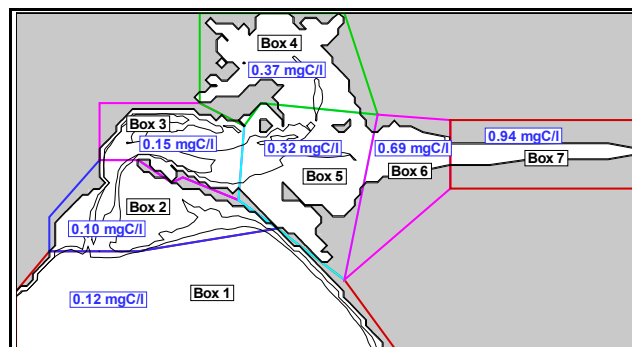 Box 4
0.37 mgC/l
Box 3
0.15 mgC/l
0.32 mgC/l
0.69 mgC/l
0.94 mgC/l
Box 7
Box 6
Box 5
Box 2
0.10 mgC/l
Box 1
0.12 mgC/l